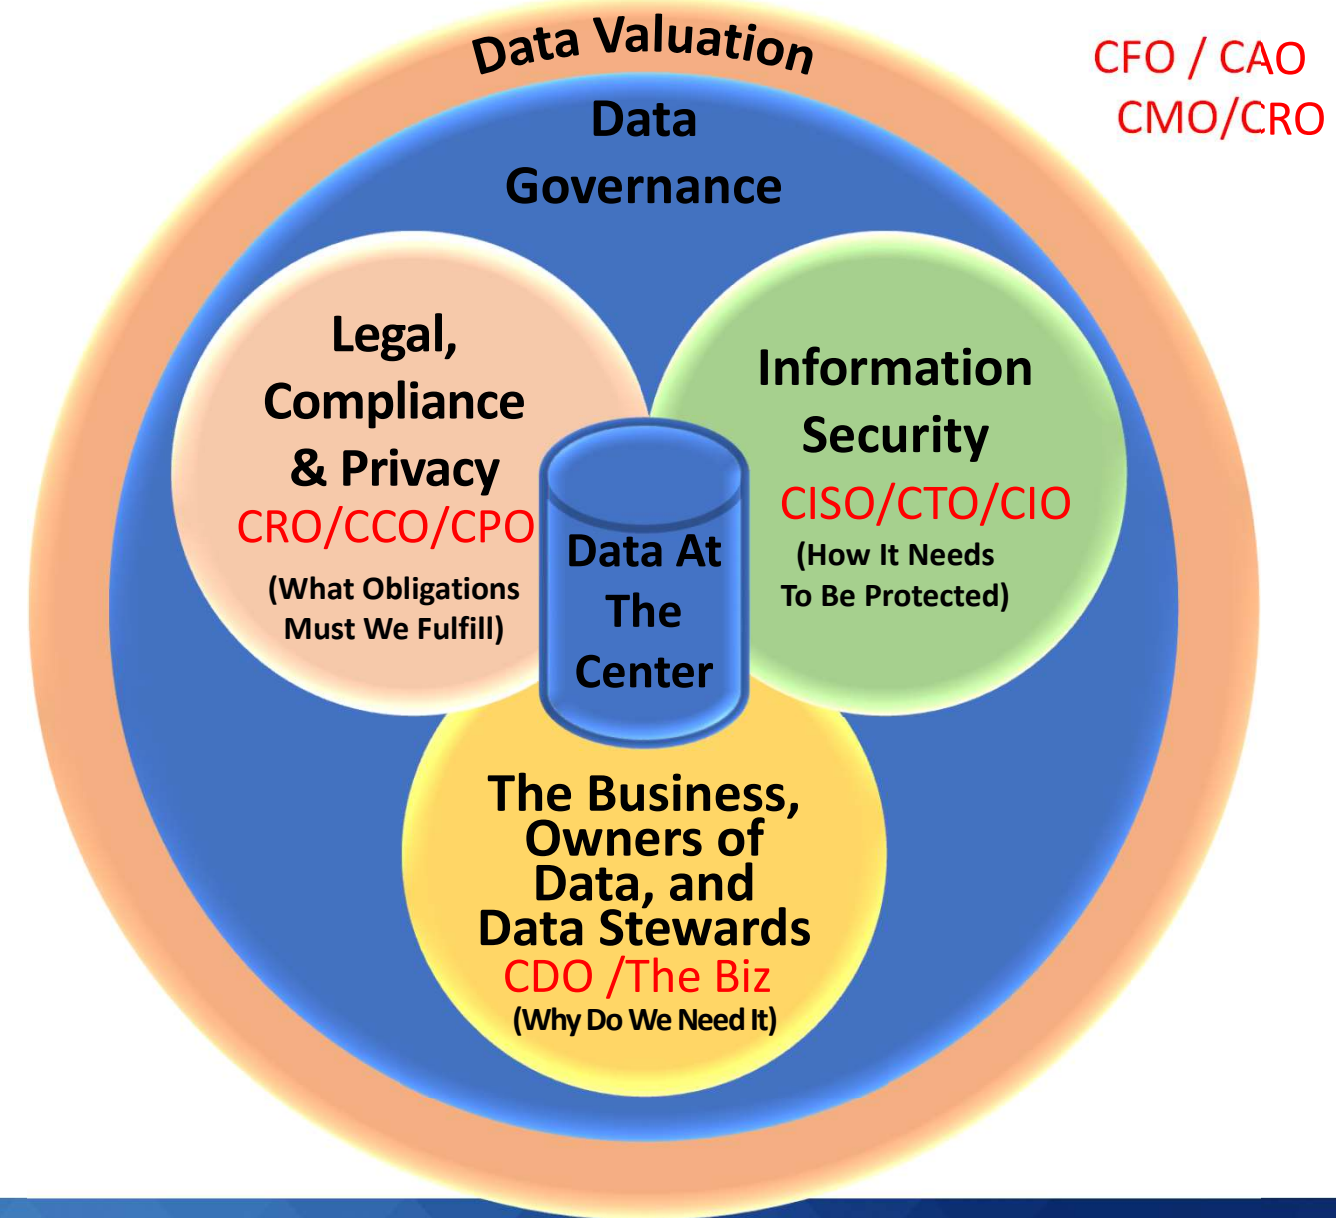 Data Valuation
CFO / CAO
CMO/CRO
Data
Governance
Legal,
Compliance
& Privacy
CRO/CCO/CPO
(What Obligations
Must We Fulfill)
Information
Security
CISO/CTO/CIO
(How It Needs
To Be Protected)
Data At
The
Center
The Business,
Owners of
Data, and
Data Stewards
CDO /The Biz
(Why Do We Need It)